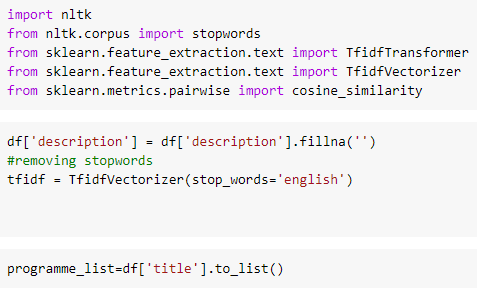 import nltk
from nltk.corpus import stopwords
from sklearn.feature_extraction.text import TfidfTransformer
from sklearn.feature_extraction.text import TfidfVectorizer
from sklearn.metrics.pairwise import cosine_similarity
df['description'] = df['description'].fillna('')
#removing stopwords
tfidf = TfidfVectorizer(stop_words='english')
programme_list=df['title'].to_list()